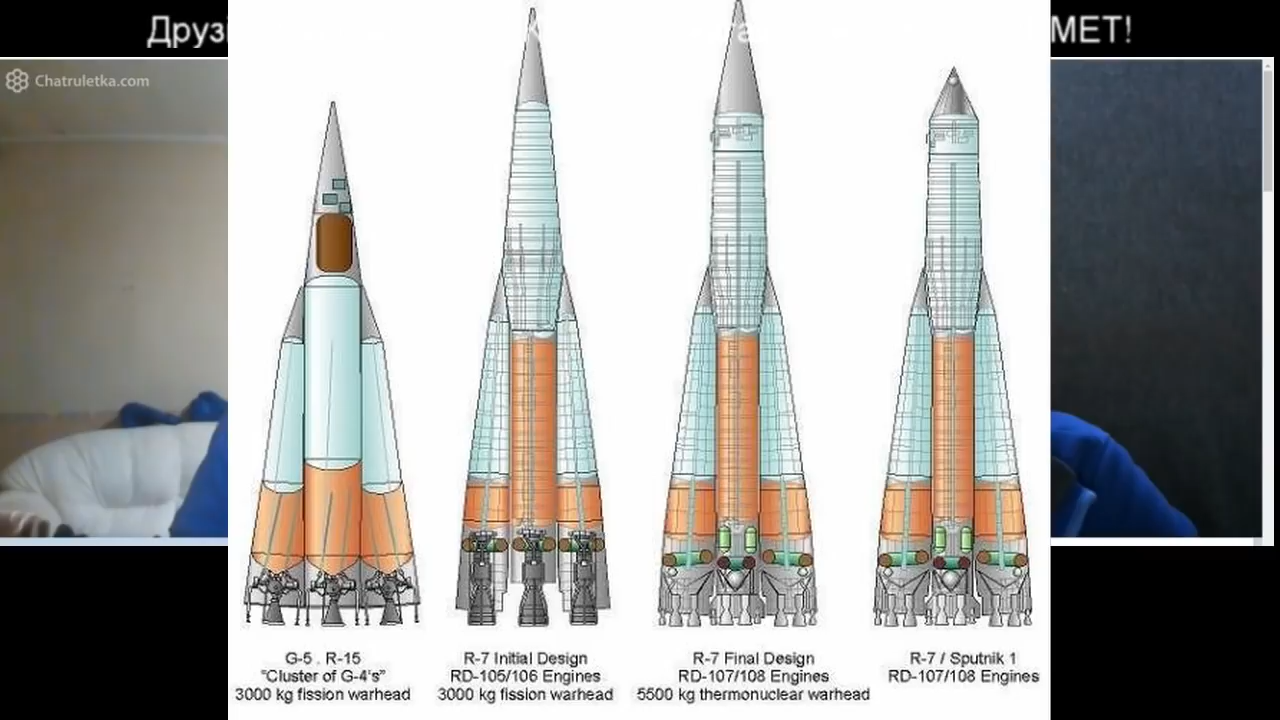 Друзі
МЕТ!
Chatruletka.com
G-5 . R-15
"Cluster of G-4's"
3000 kg fission warhead
R-7 Initial Design
RD-105/106 Engines
3000 kg fission warhead
R-7 Final Design
RD-107/108 Engines
5500 kg thermonuclear warhead
R-7 / Sputnik 1
RD-107/108 Engines